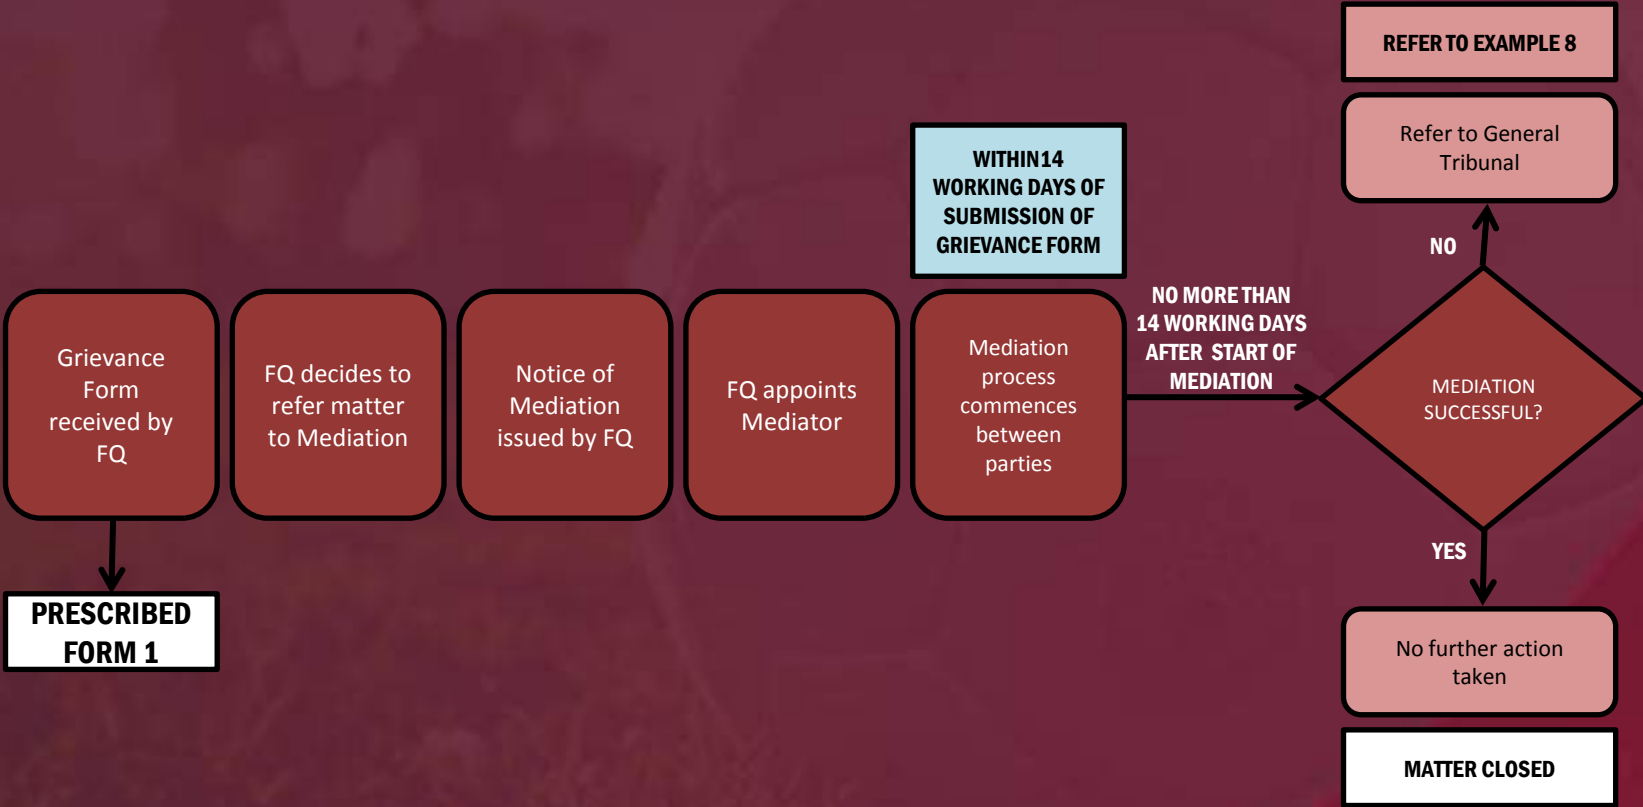 Grievance
Form
received by
FQ
PRESCRIBED
FORM 1
FQ decides to
refer matter
to Mediation
Notice of
Mediation
issued by FQ
FQ appoints
Mediator
WITHIN14
WORKING DAYS OF
SUBMISSION OF
GRIEVANCE FORM
Mediation
process
commences
between
parties
NO MORE THAN
14 WORKING DAYS
AFTER START OF
MEDIATION
MEDIATION
SUCCESSFUL?
NO
Refer to General
Tribunal
REFER TO EXAMPLE 8
YES
No further action
taken
MATTER CLOSED